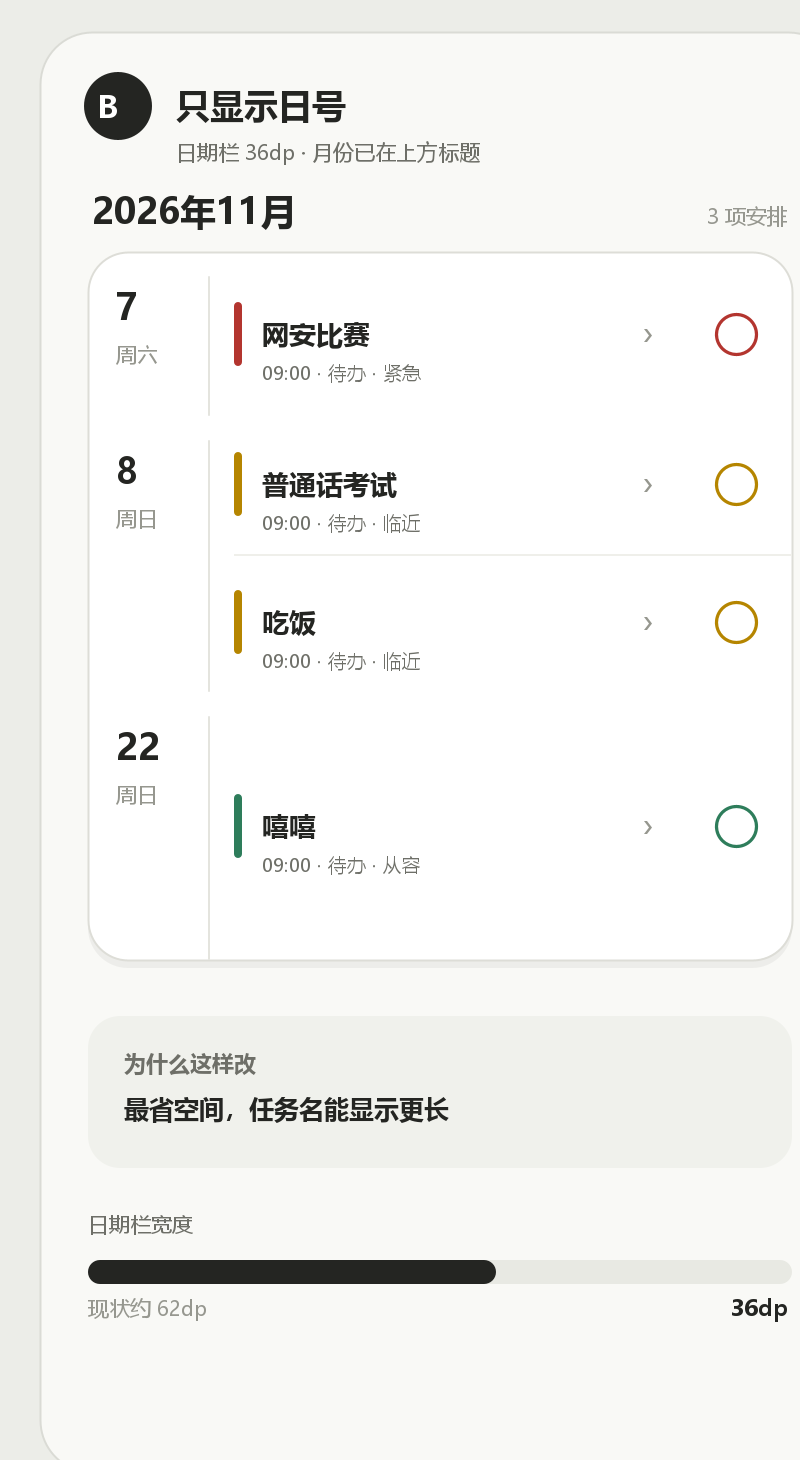 B
只显示日号
日期栏 36dp · 月份已在上方标题
2026年11月
3 项安排
7
周六
网安比赛
›
09:00 · 待办 · 紧急
8
周日
普通话考试
›
09:00 · 待办 · 临近
吃饭
›
09:00 · 待办 · 临近
22
周日
嘻嘻
›
09:00 · 待办 · 从容
为什么这样改
最省空间，任务名能显示更长
日期栏宽度
现状约 62dp
36dp